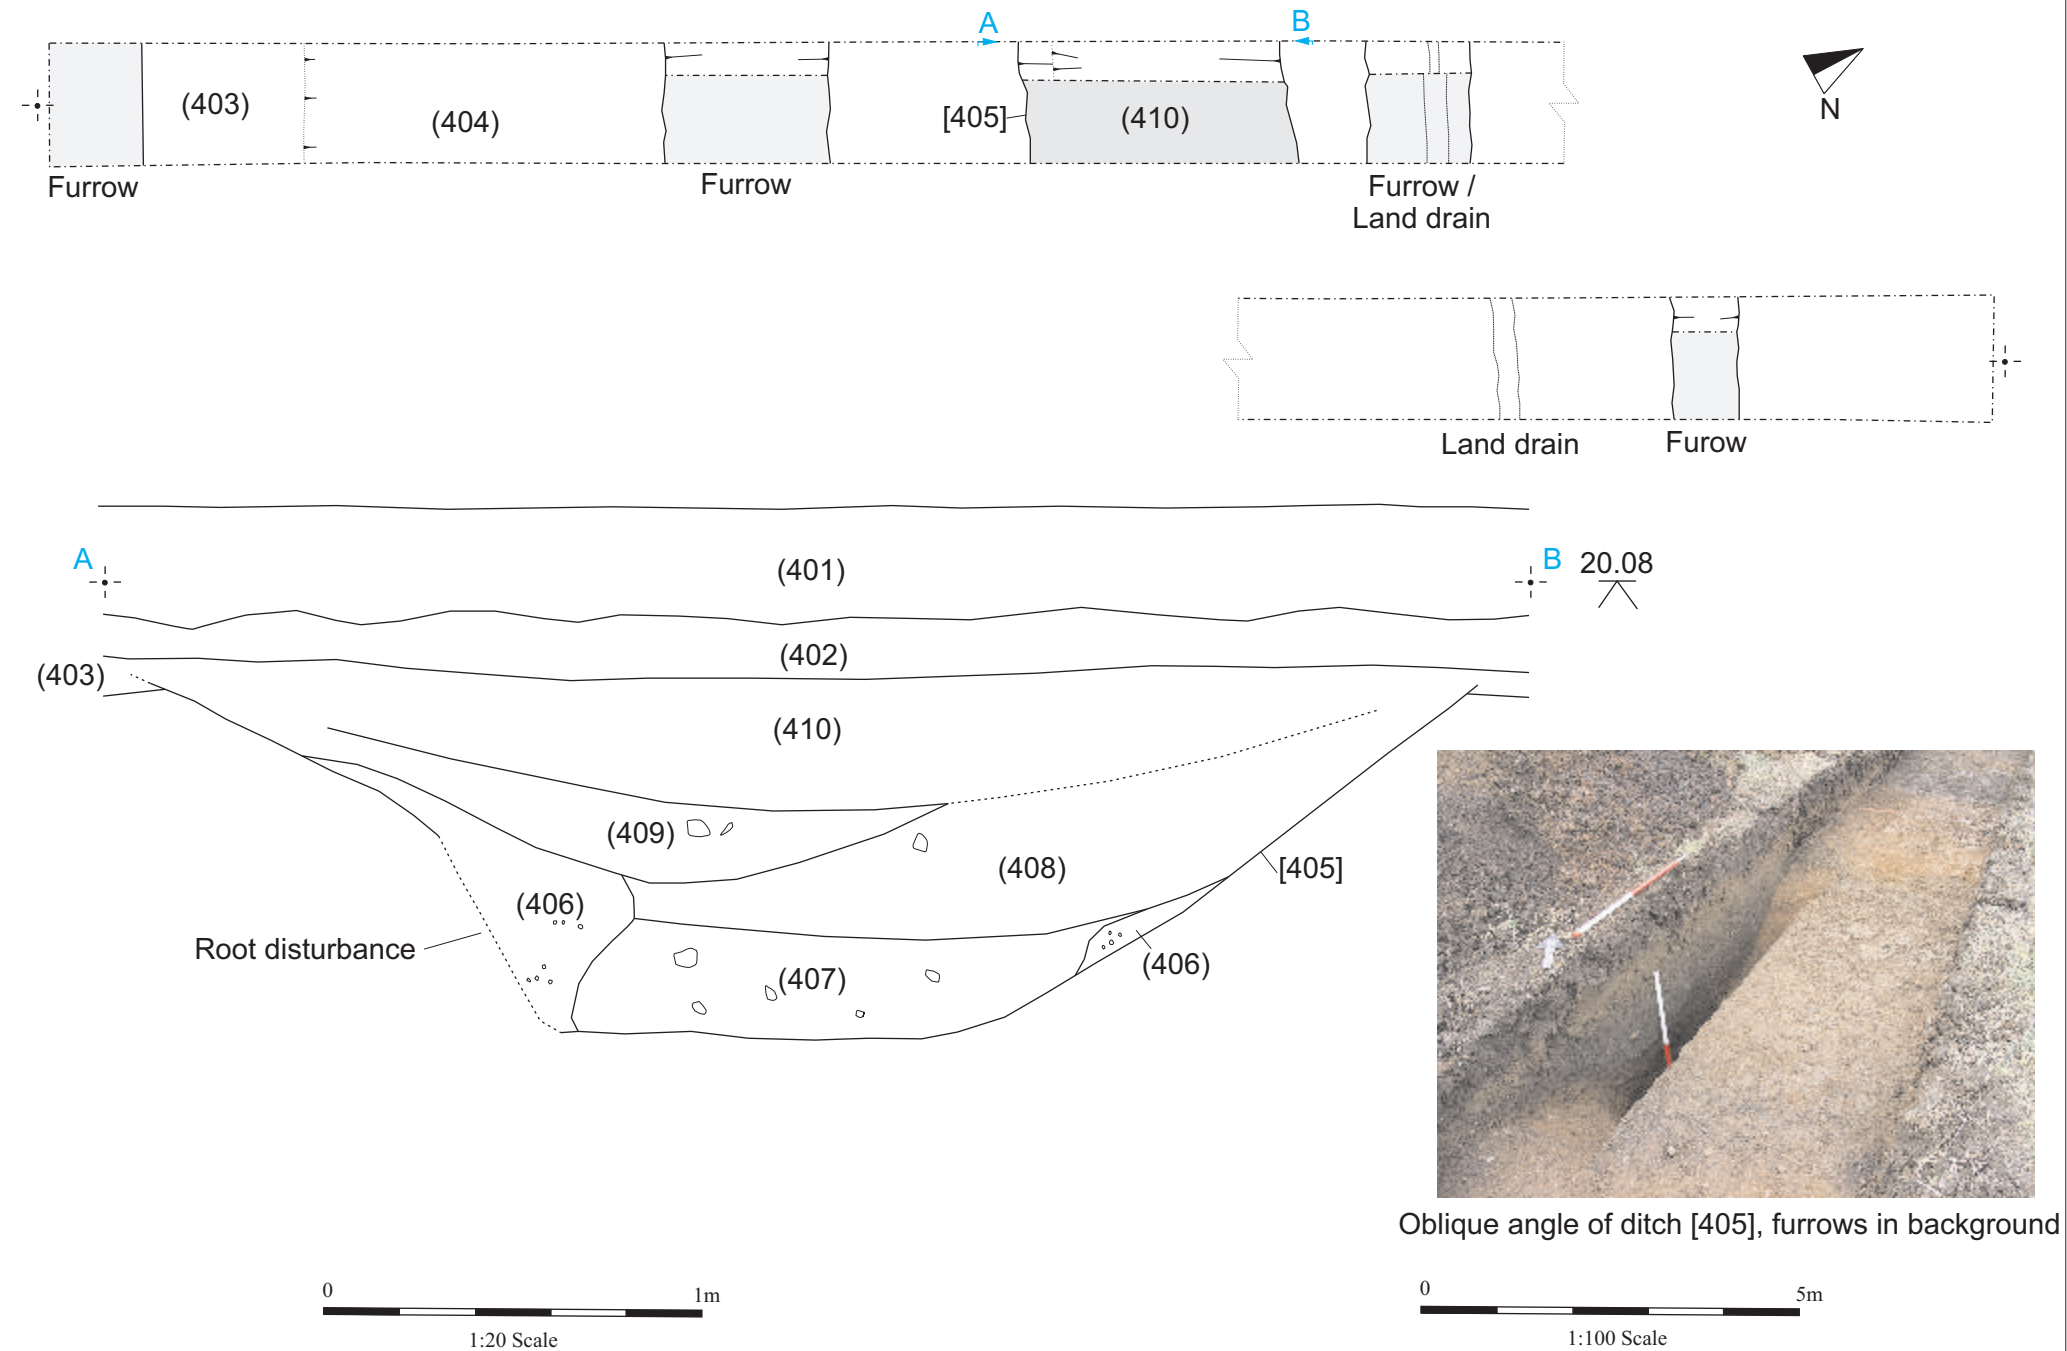 A
B
(403)
(404)
[405]
(410)
N
Furrow
Furrow
Furrow /
Land drain
Land drain
Furow
A
(401)
B
20.08
(402)
(403)
(410)
(409)
(408)
[405]
(406)
Root disturbance
(407)
(406)
Oblique angle of ditch [405], furrows in background
0
1m
1:20 Scale
0
5m
1:100 Scale